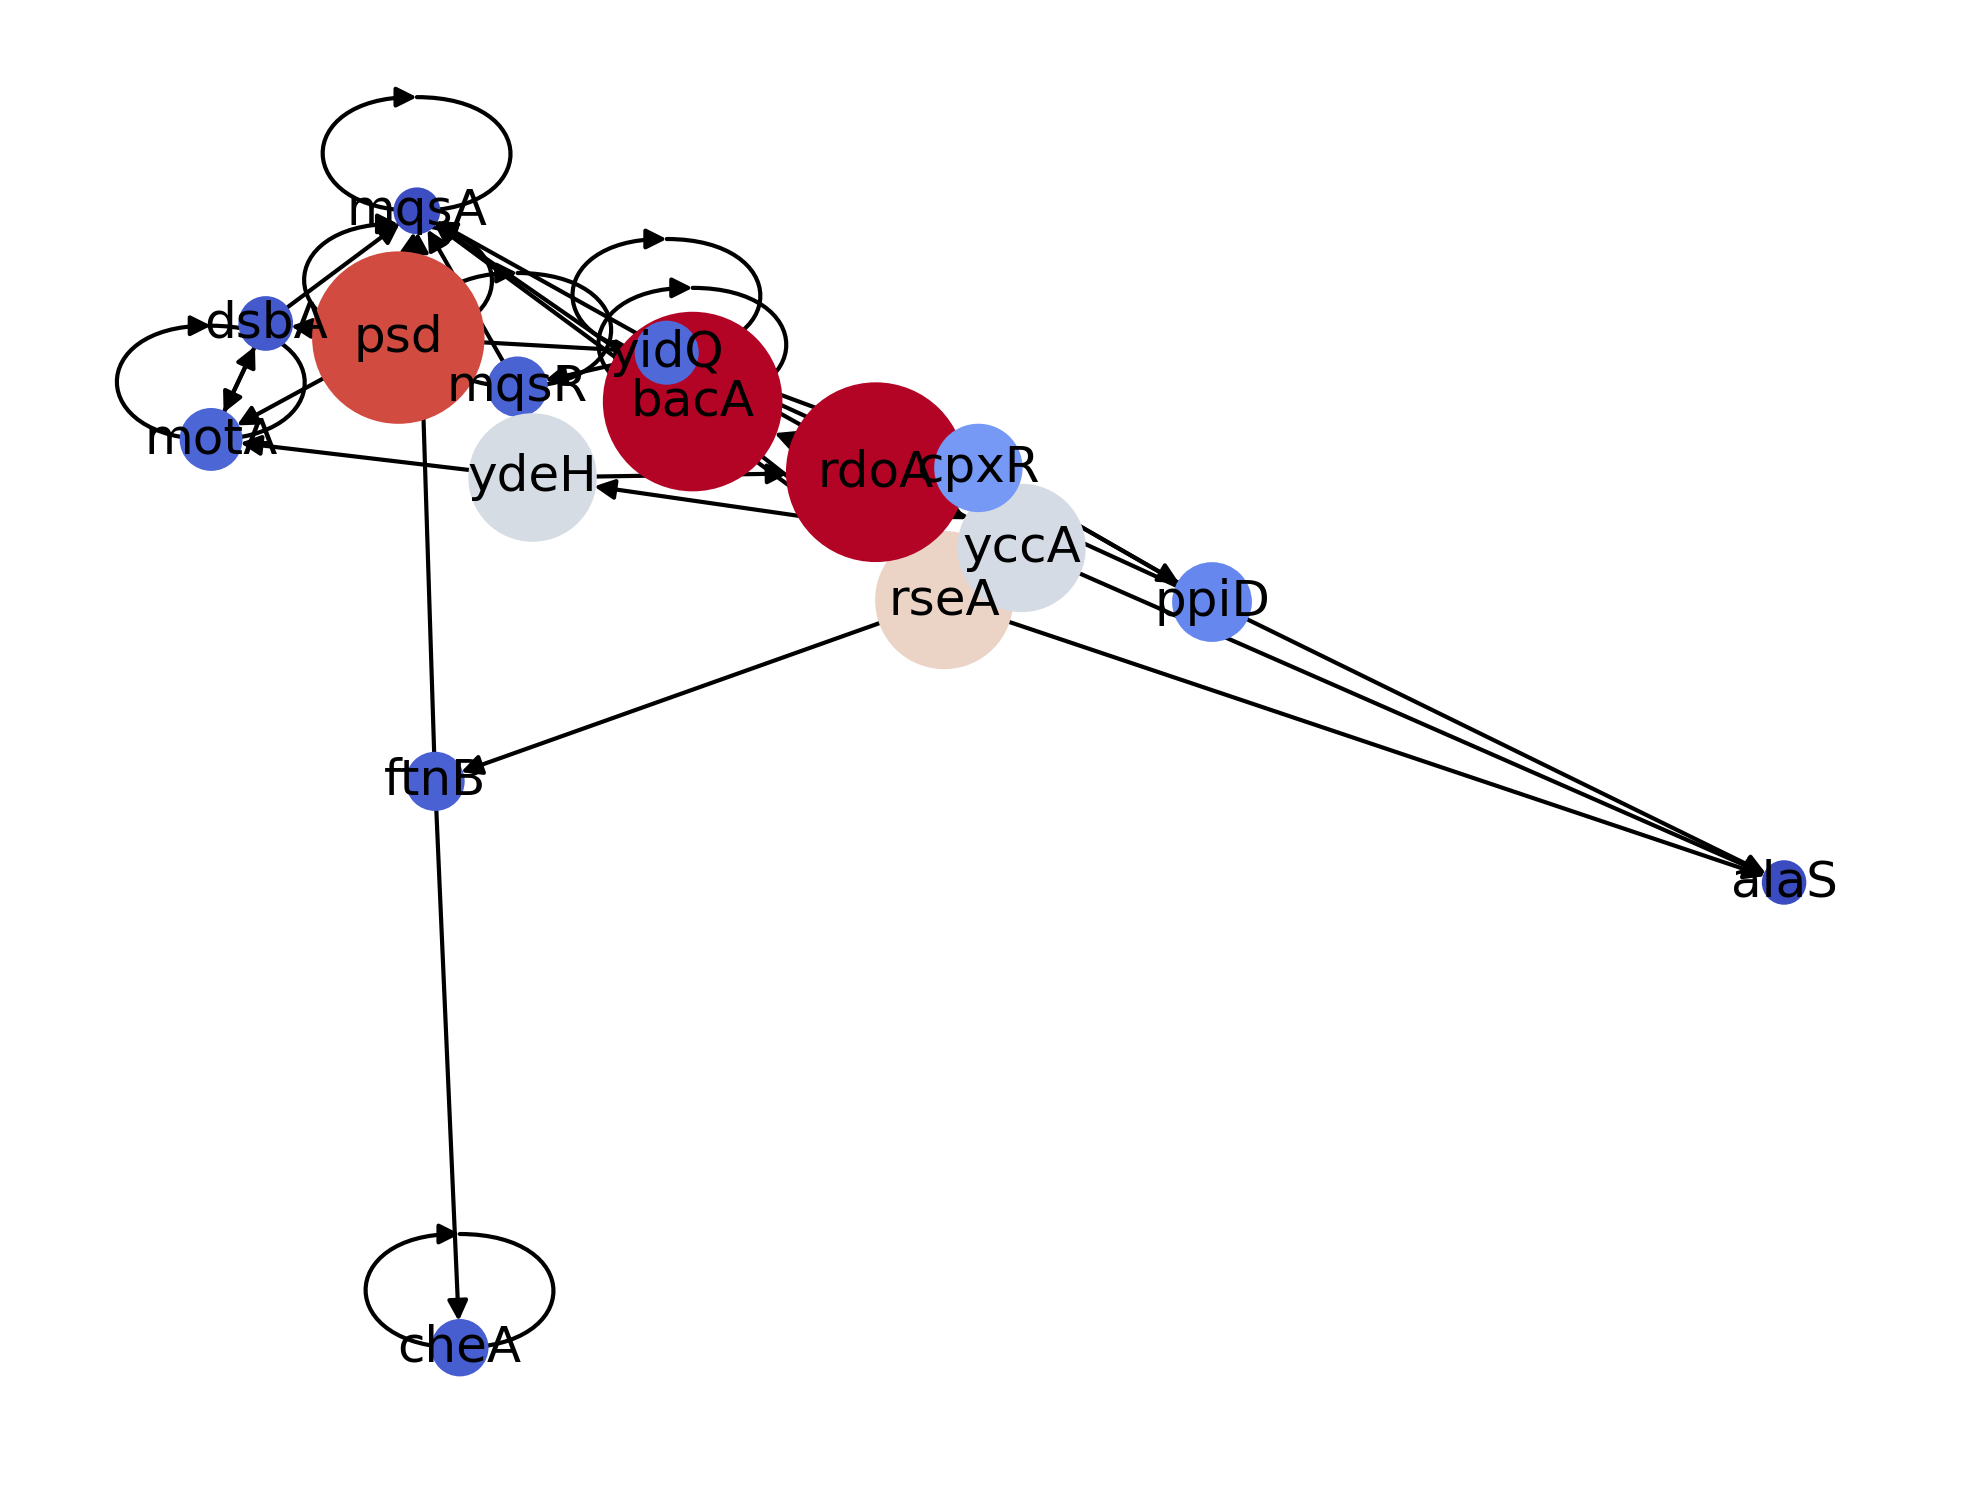 mqsA
dsbA
psd
yidQ
mqsR
bacA
motA
ydeH
rdoA
cpxR
yccA
rseA
ppiD
ftnB
alaS
cheA